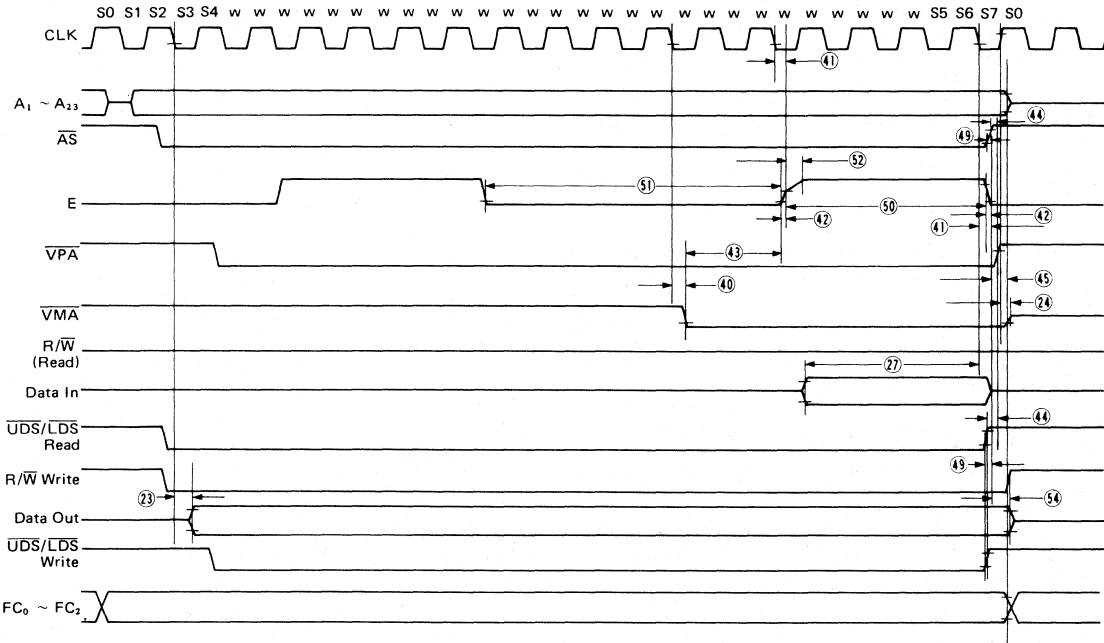 S0 S1 S2 S3 S4 w w w w w w w w w w w w w w w w w w w w w w w w w w w w S5 S6 S7 S0
CLK
41
A₁ ~ A₂₃
44
AS
49
52
51
E
50
42
42
41
VPA
43
45
40
24
VMA
R/W
(Read)
27
Data In
44
UDS/LDS
Read
49
R/W Write
23
54
Data Out
UDS/LDS
Write
FC₀ ~ FC₂